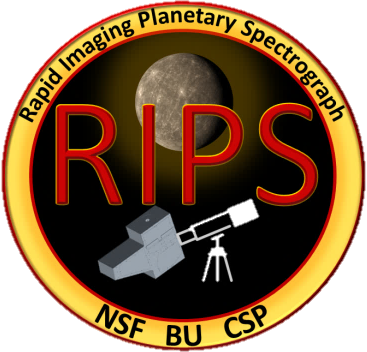 Rapid Imaging Planetary Spectrograph
RIPS
NSF BU CSP